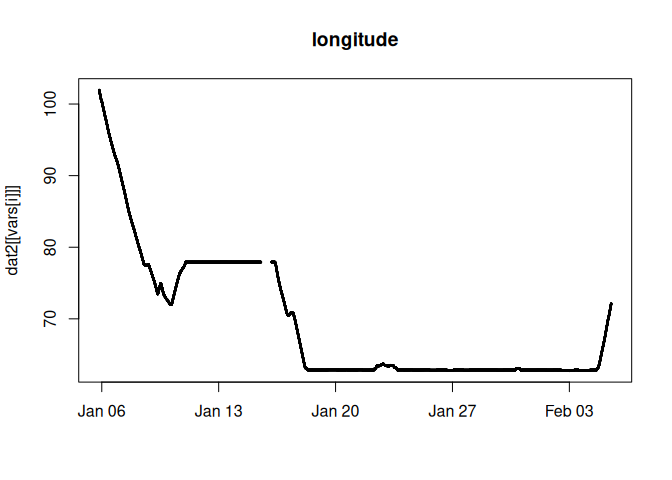 longitude
dat2[[vars[i]]]
100
90
80
70
Jan 06
Jan 13
Jan 20
Jan 27
Feb 03